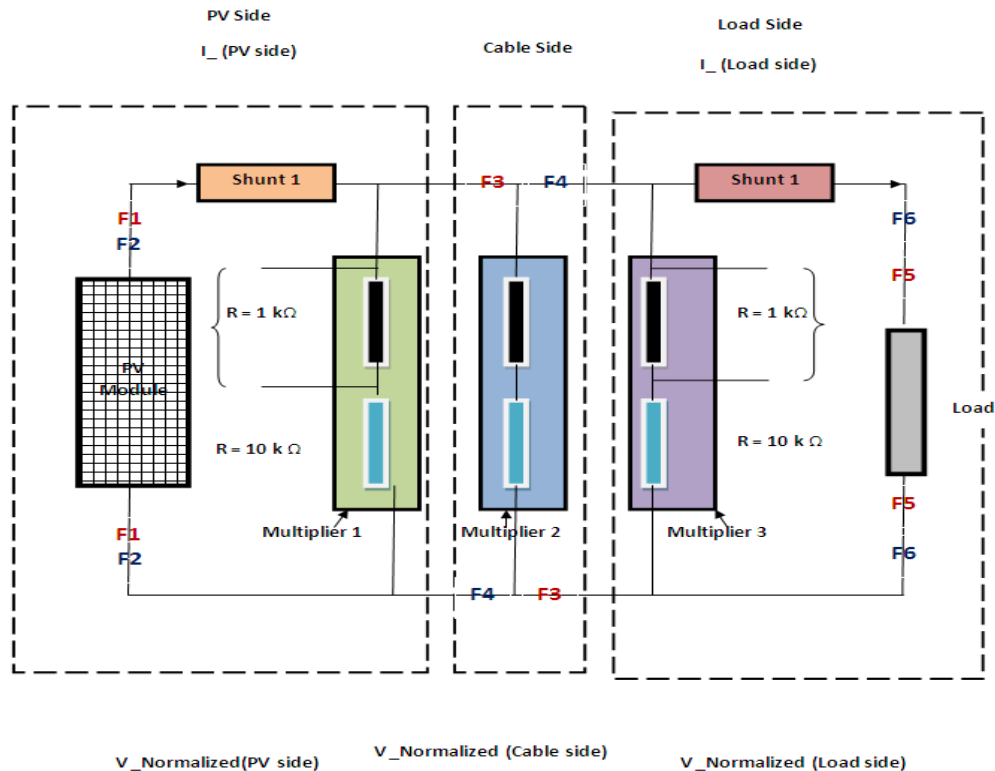 PV Side
I_ (PV side)
Cable Side
Load Side
I_ (Load side)
Shunt 1
F3
F4
Shunt 1
F1
F2
F6
F5
R = 1 kΩ
R = 1 kΩ
PV
Module
Load
R = 10 k Ω
R = 10 k Ω
F5
F1
F2
Multiplier 1
Multiplier 2
Multiplier 3
F6
F4
F3
V_Normalized(PV side)
V_Normalized (Cable side)
V_Normalized (Load side)